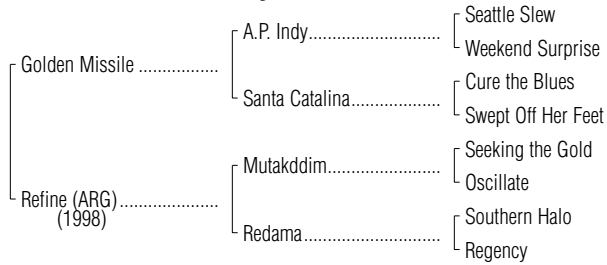 Seattle Slew
A.P. Indy
Weekend Surprise
Golden Missile
Cure the Blues
Santa Catalina
Swept Off Her Feet
Seeking the Gold
Mutakddim
Oscillate
Refine (ARG)
(1998)
Southern Halo
Redama
Regency